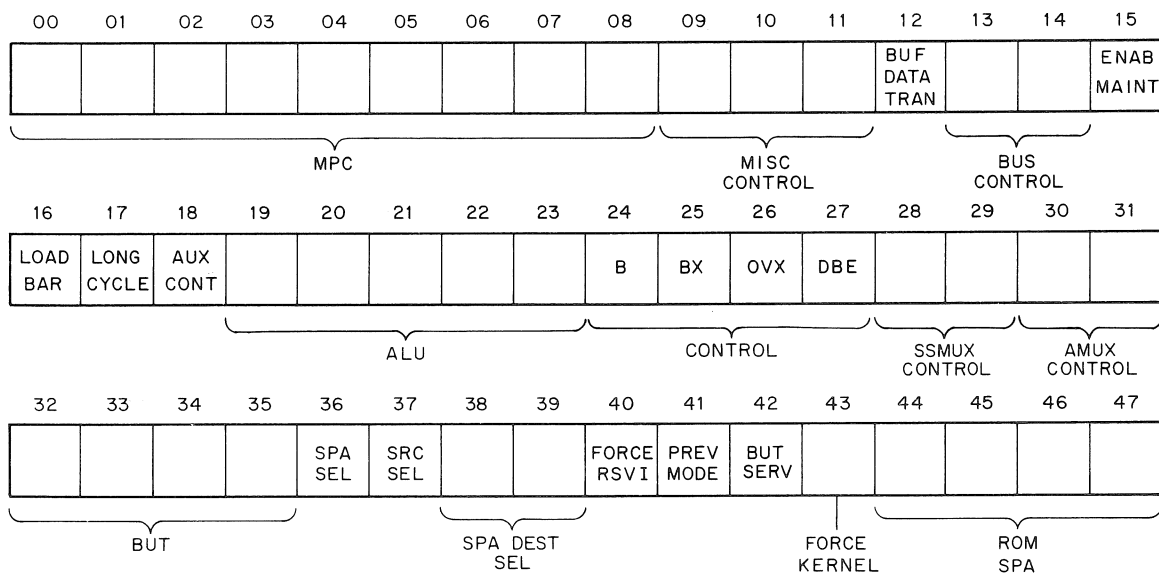 00 01 02 03 04 05 06 07 08 09 10 11 12 13 14 15
BUF
DATA
TRAN
ENAB
MAINT
MPC
MISC
CONTROL
BUS
CONTROL
16 17 18 19 20 21 22 23 24 25 26 27 28 29 30 31
LOAD
BAR
LONG
CYCLE
AUX
CONT
B
BX
OVX
DBE
ALU
CONTROL
SSMUX
CONTROL
AMUX
CONTROL
32 33 34 35 36 37 38 39 40 41 42 43 44 45 46 47
SPA
SEL
SRC
SEL
FORCE
RSVI
PREV
MODE
BUT
SERV
BUT
SPA DEST
SEL
FORCE
KERNEL
ROM
SPA